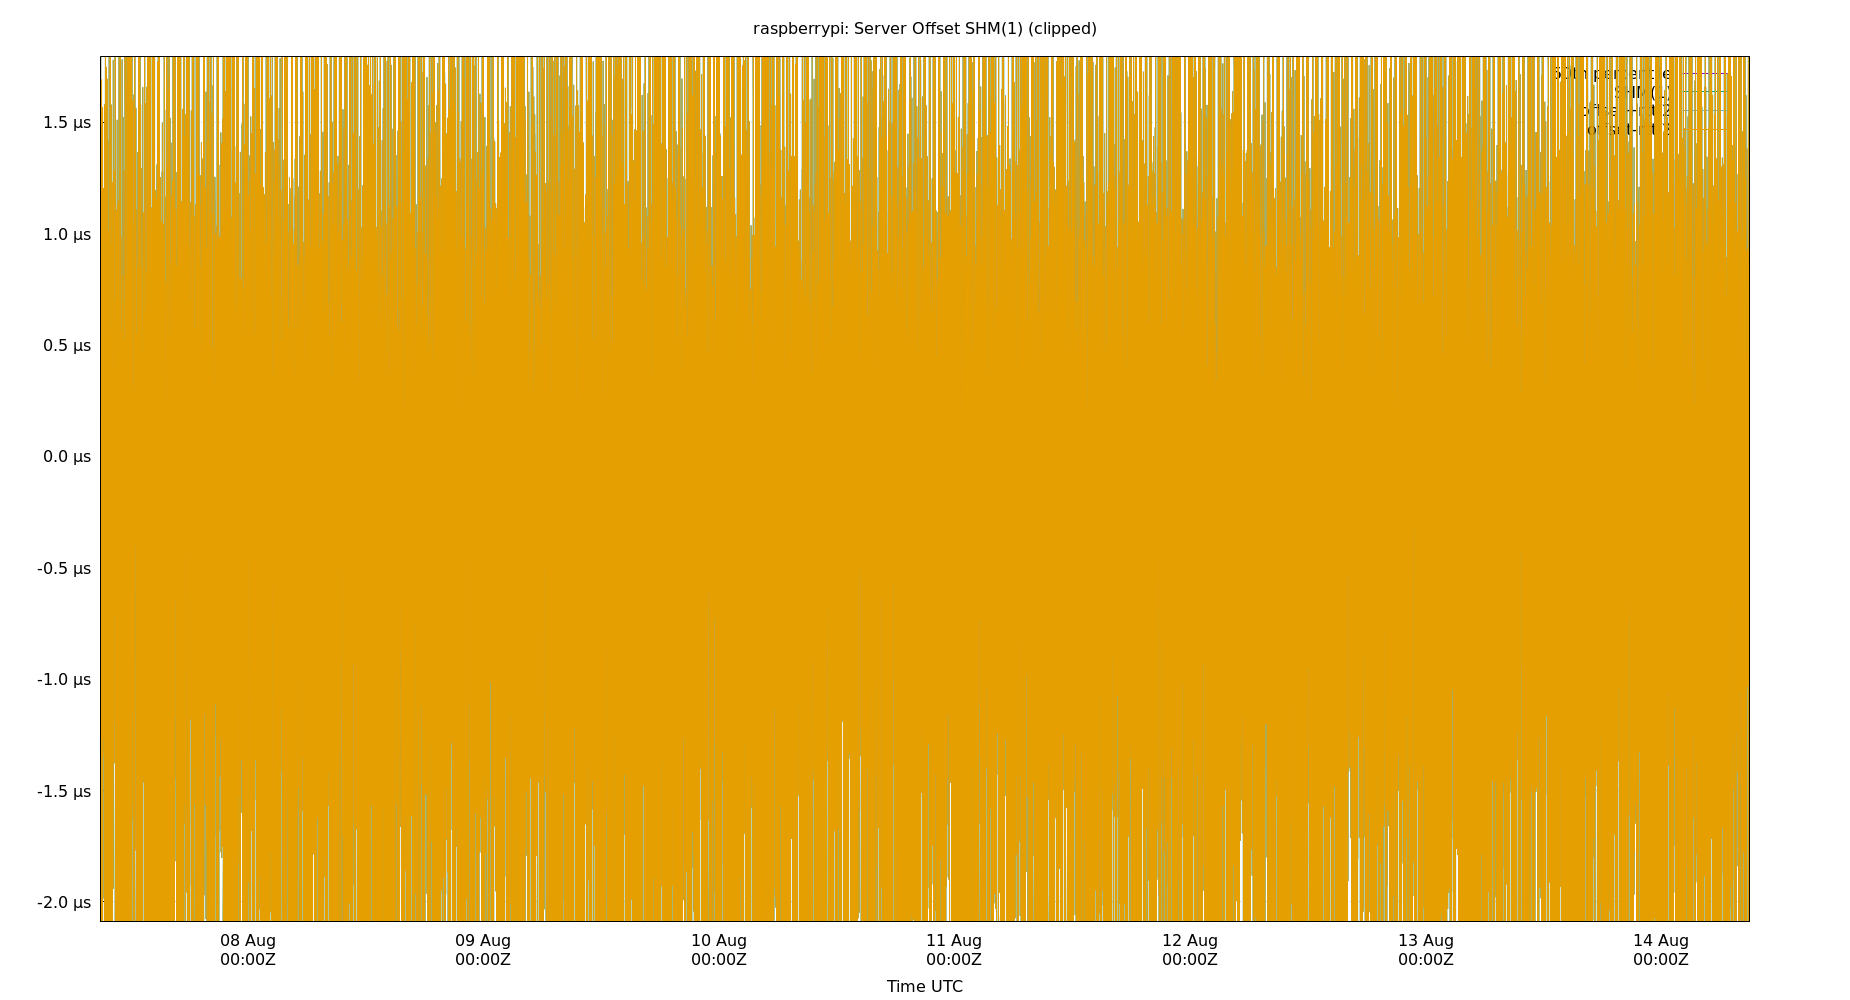 raspberrypi: Server Offset SHM(1) (clipped)
1.5 µs
1.0 µs
0.5 µs
0.0 µs
-0.5 µs
-1.0 µs
-1.5 µs
-2.0 µs
SHM(1)
08 Aug 09 Aug 10 Aug 11 Aug 12 Aug 13 Aug 14 Aug
00:00Z 00:00Z 00:00Z 00:00Z 00:00Z 00:00Z 00:00Z
Time UTC